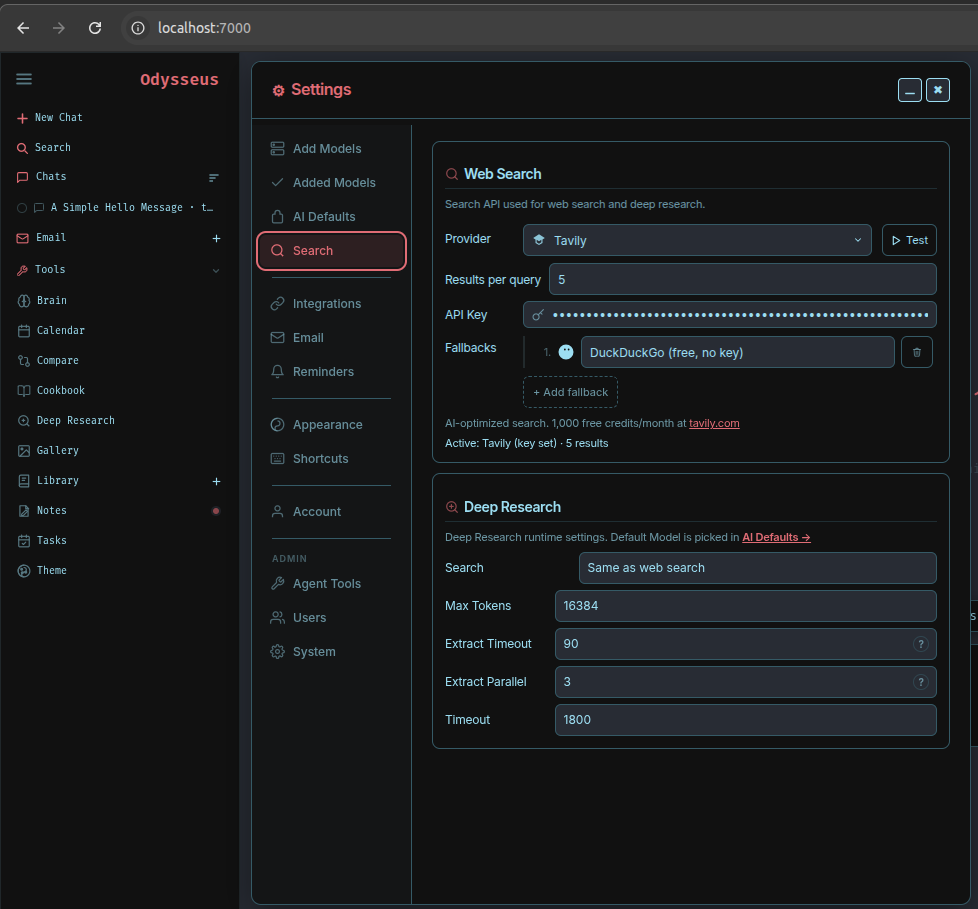 localhost:7000
Odysseus
New Chat
Search
Chats
A Simple Hello Message · t…
Email
Tools
Brain
Calendar
Compare
Cookbook
Deep Research
Gallery
Library
Notes
Tasks
Theme
Settings
Add Models
Added Models
AI Defaults
Search
Integrations
Email
Reminders
Appearance
Shortcuts
Account
ADMIN
Agent Tools
Users
System
Web Search
Search API used for web search and deep research.
Provider Tavily Test
Results per query 5
API Key
Fallbacks 1. DuckDuckGo (free, no key)
+ Add fallback
AI-optimized search. 1,000 free credits/month at tavily.com
Active: Tavily (key set) · 5 results
Deep Research
Deep Research runtime settings. Default Model is picked in AI Defaults →
Search Same as web search
Max Tokens 16384
Extract Timeout 90 ?
Extract Parallel 3 ?
Timeout 1800